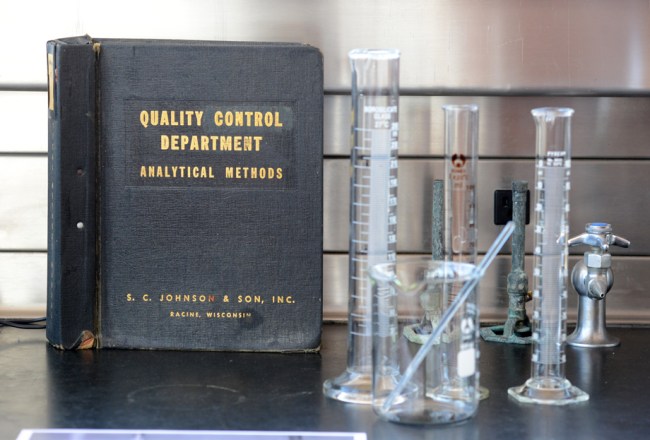 QUALITY CONTROL
DEPARTMENT
ANALYTICAL METHODS
S. C. JOHNSON & SON, INC.
RACINE, WISCONSIN